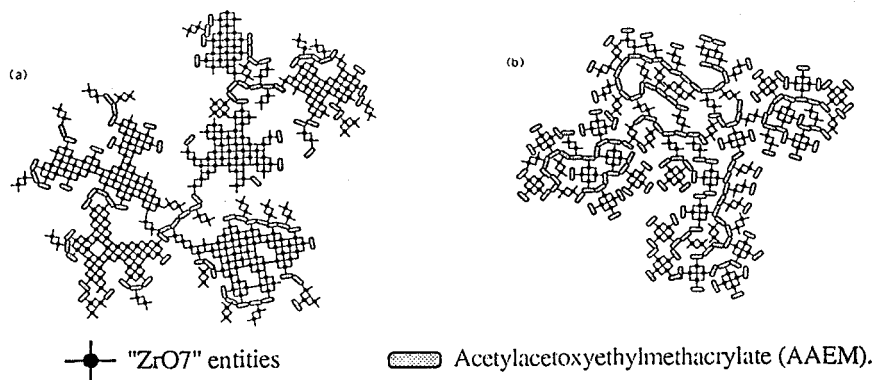 (a)
(b)
"ZrO7" entities
Acetylacetoxyethylmethacrylate (AAEM).